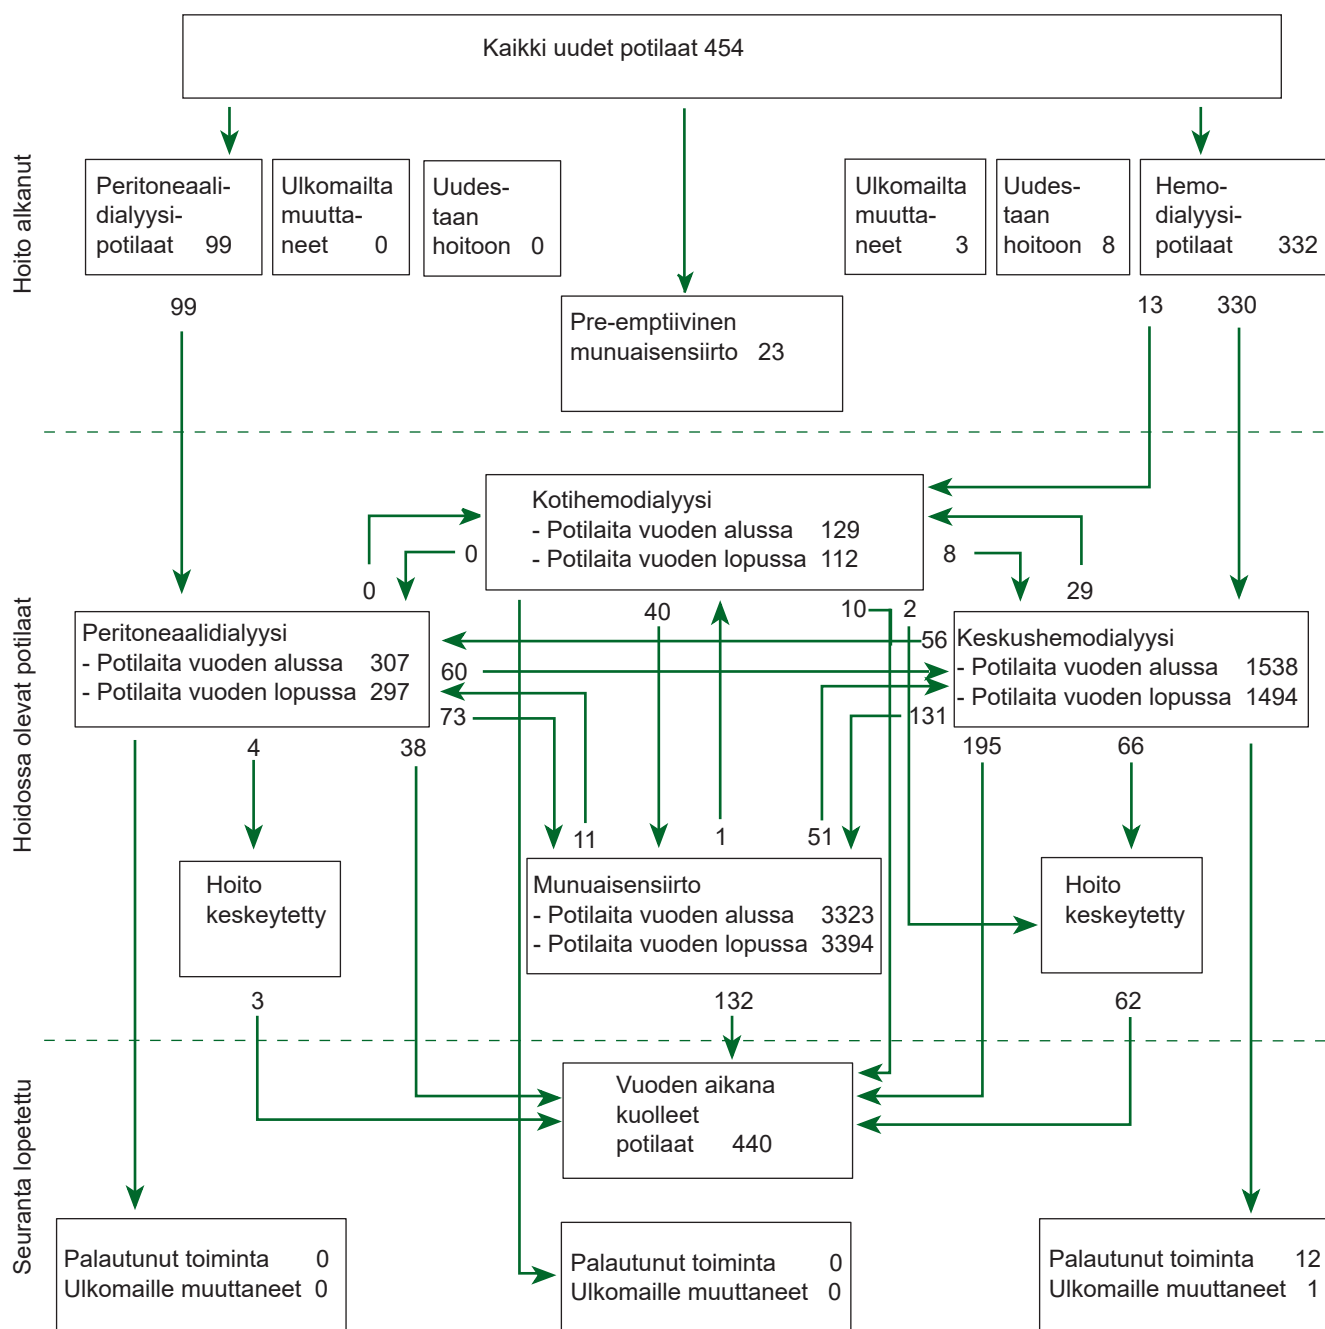 Kaikki uudet potilaat 454
Hoito alkanut
Peritoneaali-
dialyysi-
potilaat 99
Ulkomailta
muutta-
neet 0
Uudes-
taan
hoitoon 0
Ulkomailta
muutta-
neet 3
Uudes-
taan
hoitoon 8
Hemo-
dialyysi-
potilaat 332
99
13
330
Pre-emptiivinen
munuaisensiirto 23
Hoidossa olevat potilaat
Kotihemodialyysi
- Potilaita vuoden alussa 129
- Potilaita vuoden lopussa 112
0
0
8
29
40
10
2
Peritoneaalidialyysi
- Potilaita vuoden alussa 307
- Potilaita vuoden lopussa 297
56
60
73
131
Keskushemodialyysi
- Potilaita vuoden alussa 1538
- Potilaita vuoden lopussa 1494
4
38
195
66
11
1
51
Hoito
keskeytetty
Munuaisensiirto
- Potilaita vuoden alussa 3323
- Potilaita vuoden lopussa 3394
Hoito
keskeytetty
3
132
62
Seuranta lopetettu
Vuoden aikana
kuolleet
potilaat 440
Palautunut toiminta 0
Ulkomaille muuttaneet 0
Palautunut toiminta 0
Ulkomaille muuttaneet 0
Palautunut toiminta 12
Ulkomaille muuttaneet 1